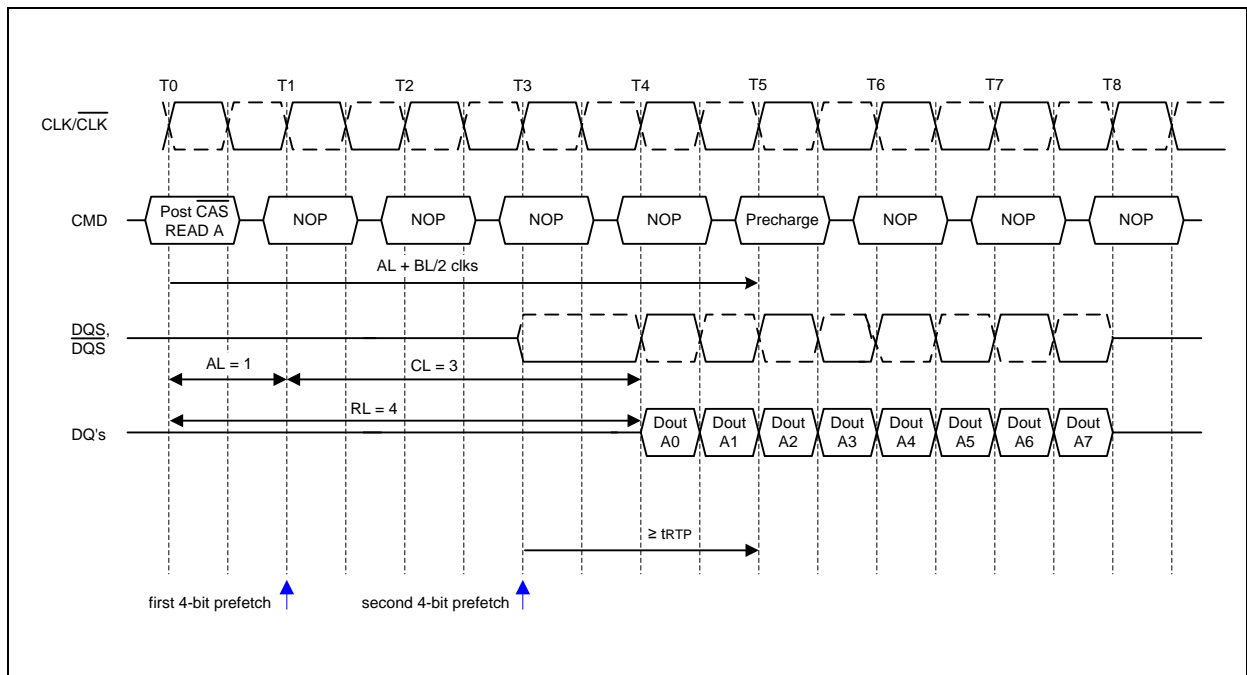 T0 T1 T2 T3 T4 T5 T6 T7 T8
CLK/CLK
CMD
Post CAS
READ A
NOP NOP NOP NOP Precharge NOP NOP NOP
AL + BL/2 clks
DQS,
DQS
AL = 1
CL = 3
RL = 4
DQ's
Dout Dout Dout Dout Dout Dout Dout Dout
A0 A1 A2 A3 A4 A5 A6 A7
≥ tRTP
first 4-bit prefetch
second 4-bit prefetch